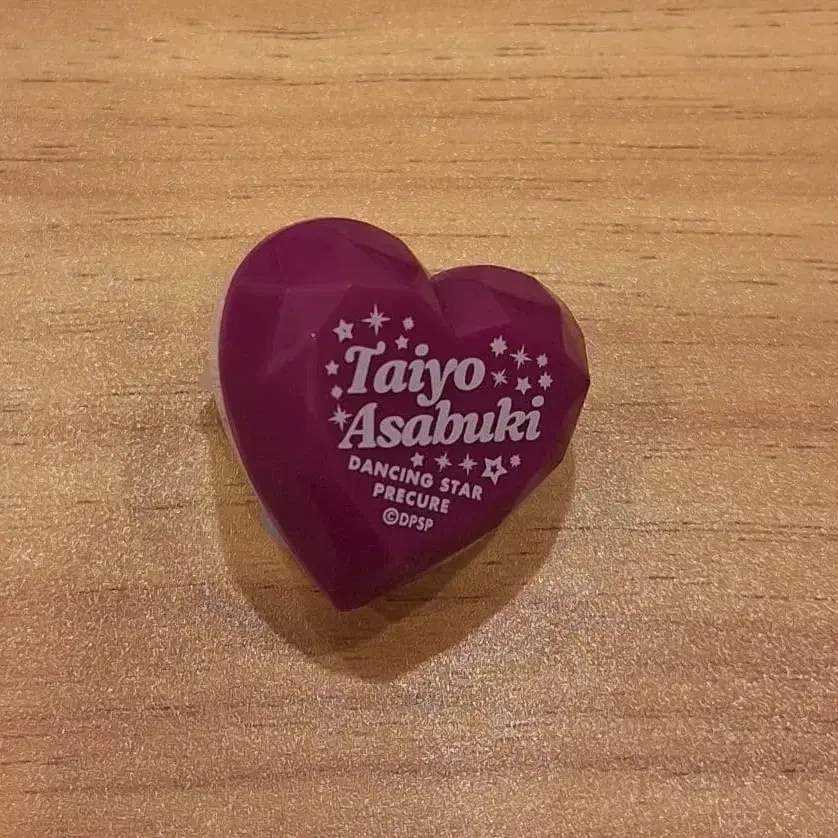 Taiyo
Asabuki
DANCING STAR
PRECURE
©DPSP